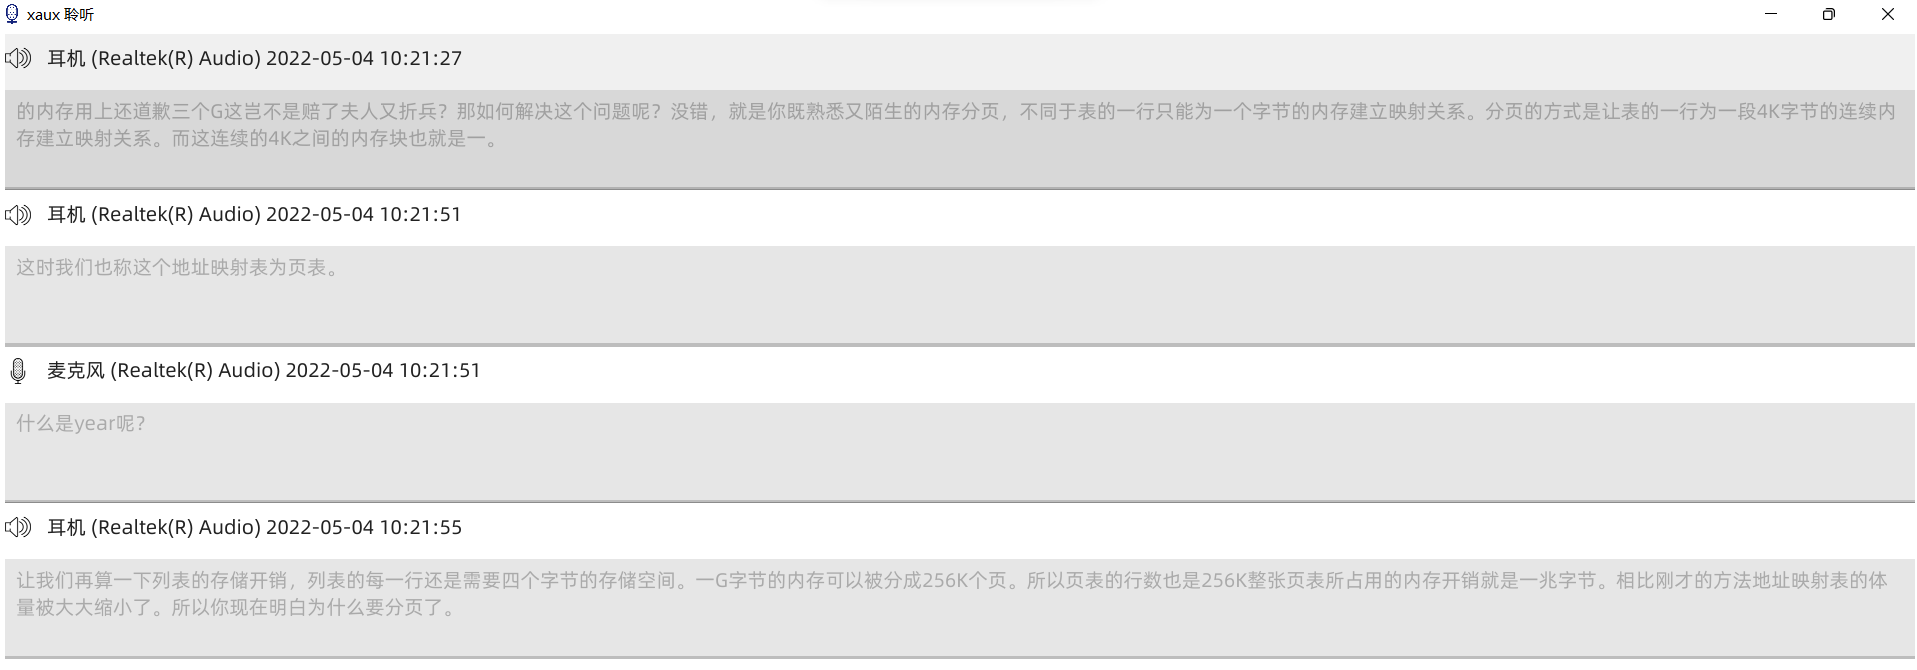 xaux 聆听
耳机 (Realtek(R) Audio) 2022-05-04 10:21:27
的内存用上还道歉三个G这岂不是赔了夫人又折兵？那如何解决这个问题呢？没错，就是你既熟悉又陌生的内存分页，不同于表的一行只能为一个字节的内存建立映射关系。分页的方式是让表的一行为一段4K字节的连续内
存建立映射关系。而这连续的4K之间的内存块也就是一。
耳机 (Realtek(R) Audio) 2022-05-04 10:21:51
这时我们也称这个地址映射表为页表。
麦克风 (Realtek(R) Audio) 2022-05-04 10:21:51
什么是year呢？
耳机 (Realtek(R) Audio) 2022-05-04 10:21:55
让我们再算一下列表的存储开销，列表的每一行还是需要四个字节的存储空间。一G字节的内存可以被分成256K个页。所以页表的行数也是256K整张页表所占用的内存开销就是一兆字节。相比刚才的方法地址映射表的体
量被大大缩小了。所以你现在明白为什么要分页了。